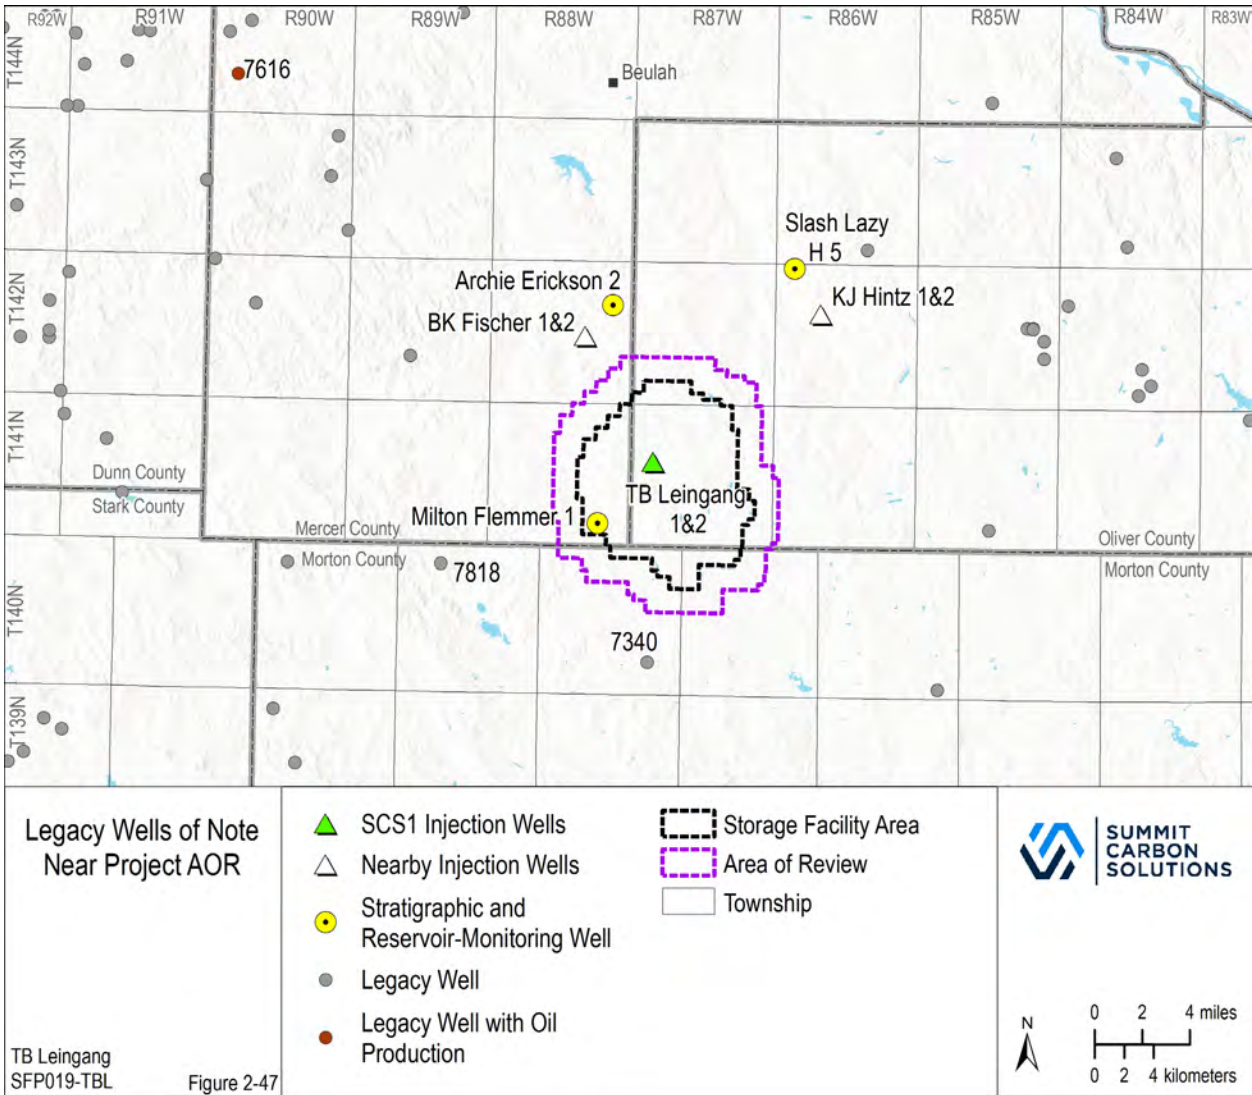 R92W R91W R90W R89W R88W R87W R86W R85W R84W R83W
T144N
7616
Beulah
T143N
Slash Lazy
H 5
Archie Erickson 2
KJ Hintz 1&2
T142N
BK Fischer 1&2
T141N
Dunn County
Stark County
TB Leingang
1&2
Milton Flemmer 1
Mercer County
Oliver County
Morton County
Morton County
7818
T140N
7340
T139N
Legacy Wells of Note
Near Project AOR
TB Leingang
SFP019-TBL
Figure 2-47
SCS1 Injection Wells
Nearby Injection Wells
Stratigraphic and
Reservoir-Monitoring Well
Legacy Well
Legacy Well with Oil
Production
Storage Facility Area
Area of Review
Township
SUMMIT
CARBON
SOLUTIONS
N
0 2 4 miles
0 2 4 kilometers